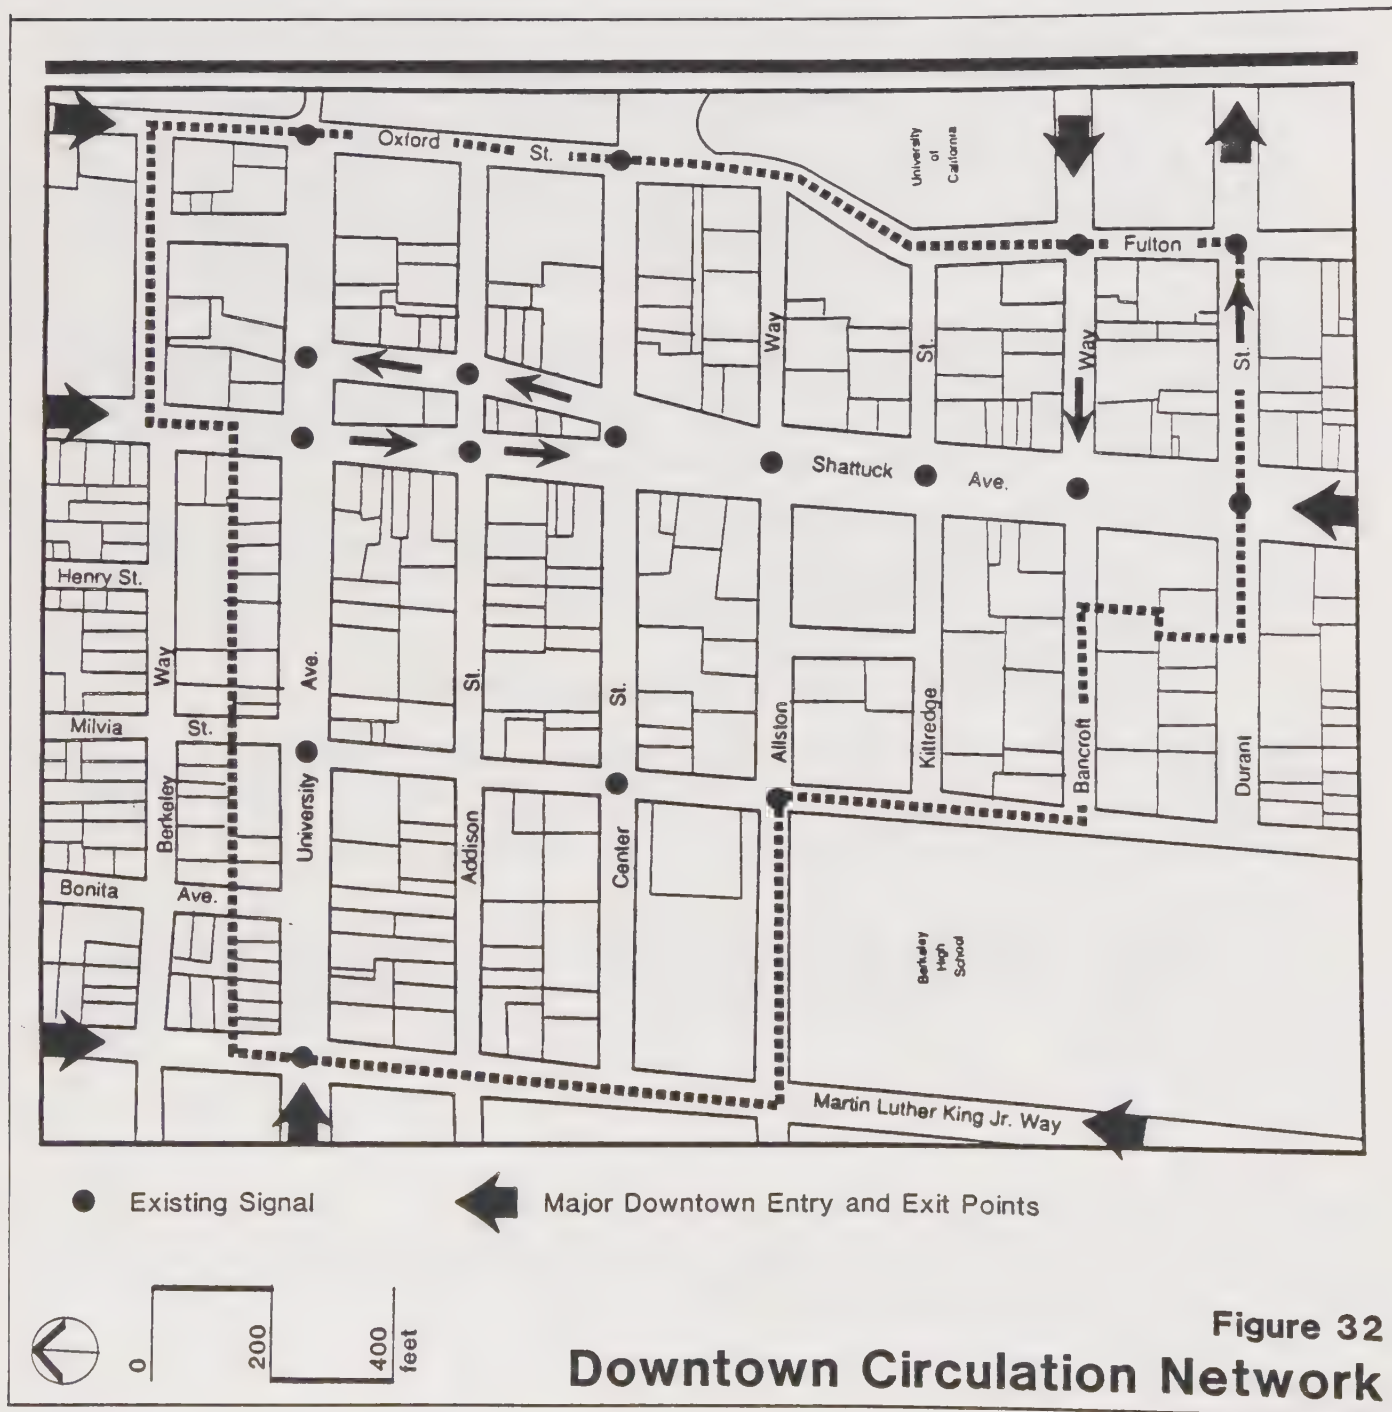 Oxford St.
University
of
California
Fulton
Way
St.
Way
St.
Shattuck Ave.
Henry St.
Way
Ave.
St.
St.
Milvia St.
Allston
Kittredge
Bancroft
Durant
Berkeley
University
Addison
Center
Bonita Ave.
Berkeley
High
School
Martin Luther King Jr. Way
Existing Signal
Major Downtown Entry and Exit Points
0
200
400
feet
Figure 32
Downtown Circulation Network